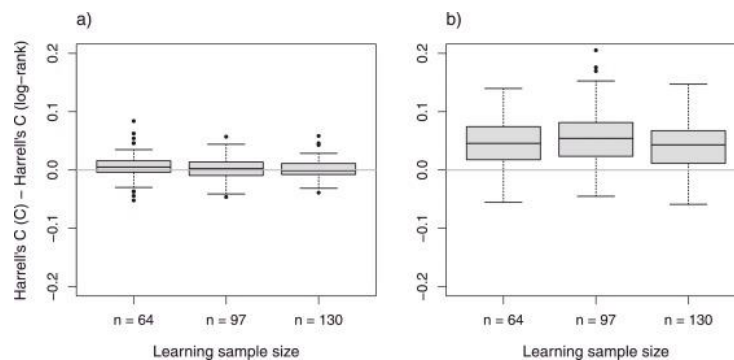 a)
Harrell's C (C) − Harrell's C (log−rank)
0.2
0.1
0.0
−0.1
−0.2
n = 64
n = 97
n = 130
Learning sample size
b)
0.2
0.1
0.0
−0.1
−0.2
n = 64
n = 97
n = 130
Learning sample size